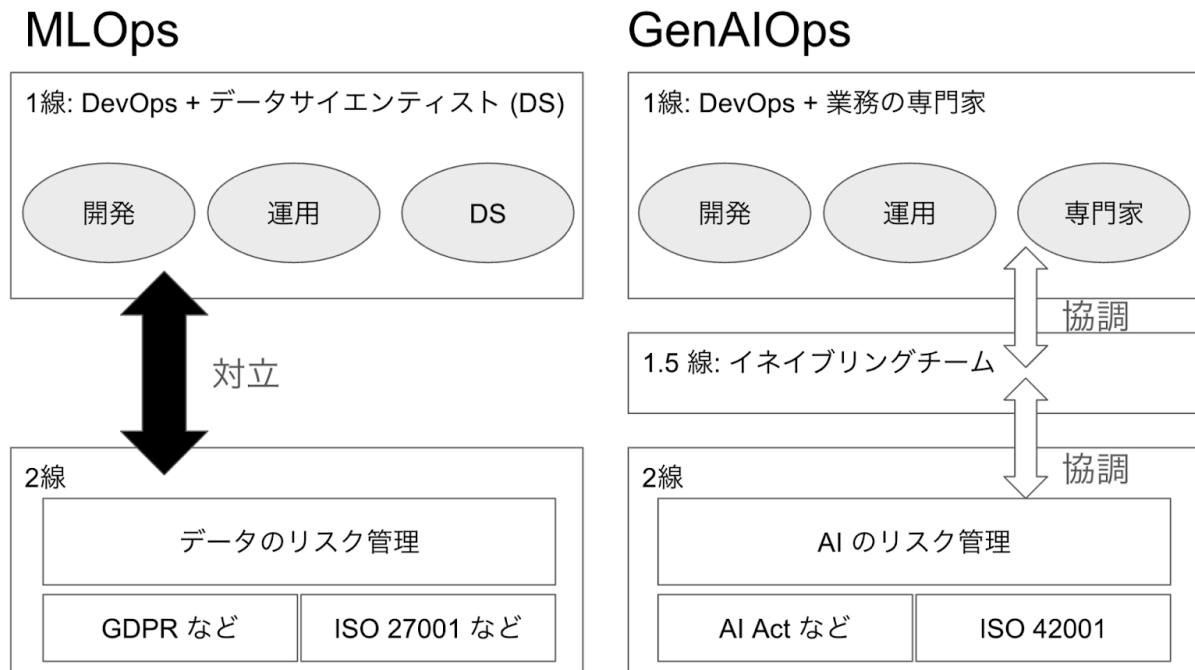 MLOps
1線: DevOps + データサイエンティスト (DS)
開発
運用
DS
対立
2線
データのリスク管理
GDPR など
ISO 27001 など
GenAIOps
1線: DevOps + 業務の専門家
開発
運用
専門家
協調
1.5 線: イネイブリングチーム
協調
2線
AI のリスク管理
AI Act など
ISO 42001